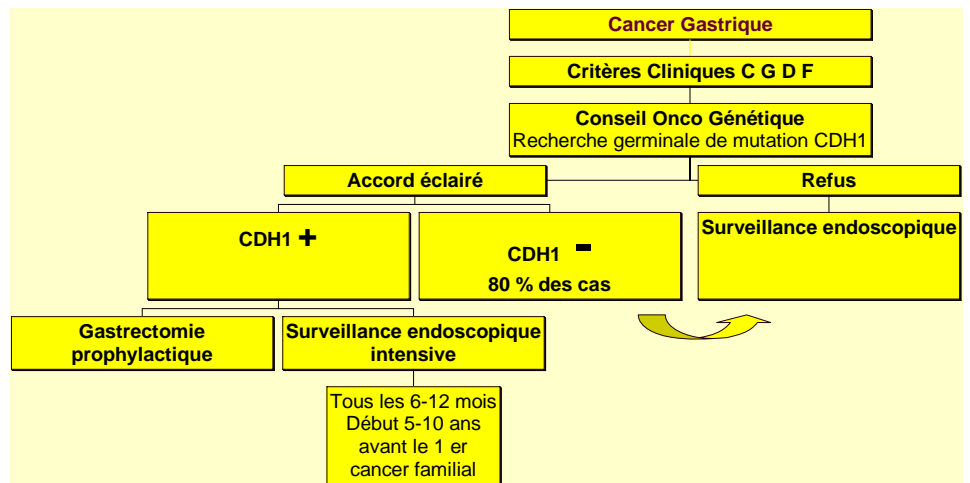 Cancer Gastrique
Critères Cliniques C G D F
Conseil Onco Génétique
Recherche germinale de mutation CDH1
Accord éclairé
Refus
CDH1 +
CDH1 -
80 % des cas
Surveillance endoscopique
Gastrectomie
prophylactique
Surveillance endoscopique
intensive
Tous les 6-12 mois
Début 5-10 ans
avant le 1 er
cancer familial